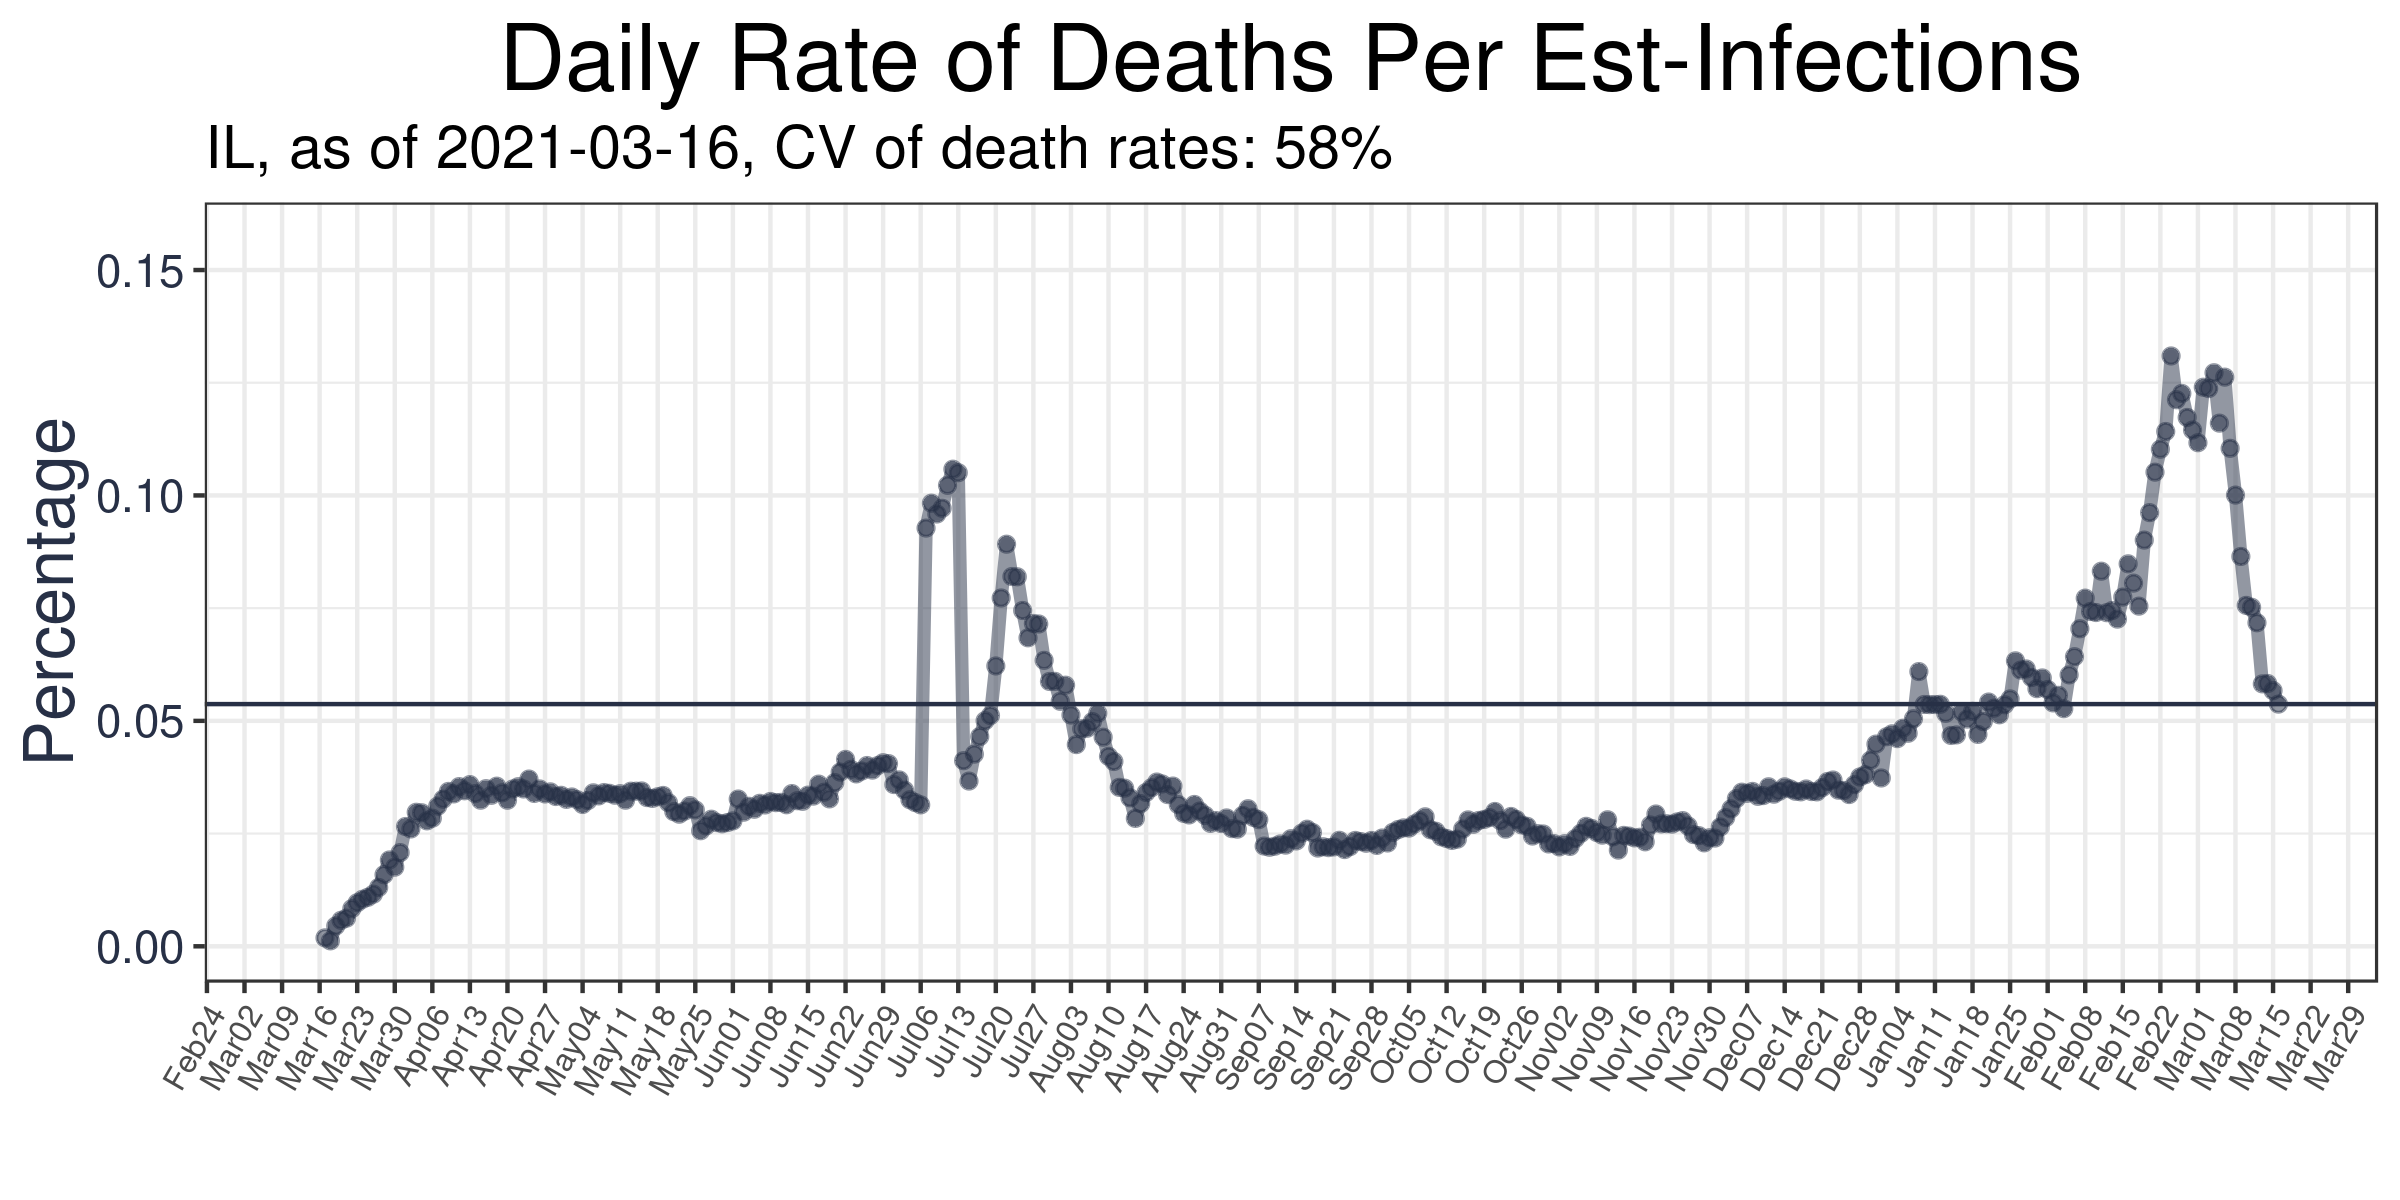 Daily Rate of Deaths Per Est-Infections
IL, as of 2021-03-16, CV of death rates: 58%
Percentage
0.15
0.10
0.05
0.00
Feb24
Mar02
Mar09
Mar16
Mar23
Mar30
Apr06
Apr13
Apr20
Apr27
May04
May11
May18
May25
Jun01
Jun08
Jun15
Jun22
Jun29
Jul06
Jul13
Jul20
Jul27
Aug03
Aug10
Aug17
Aug24
Aug31
Sep07
Sep14
Sep21
Sep28
Oct05
Oct12
Oct19
Oct26
Nov02
Nov09
Nov16
Nov23
Nov30
Dec07
Dec14
Dec21
Dec28
Jan04
Jan11
Jan18
Jan25
Feb01
Feb08
Feb15
Feb22
Mar01
Mar08
Mar15
Mar22
Mar29